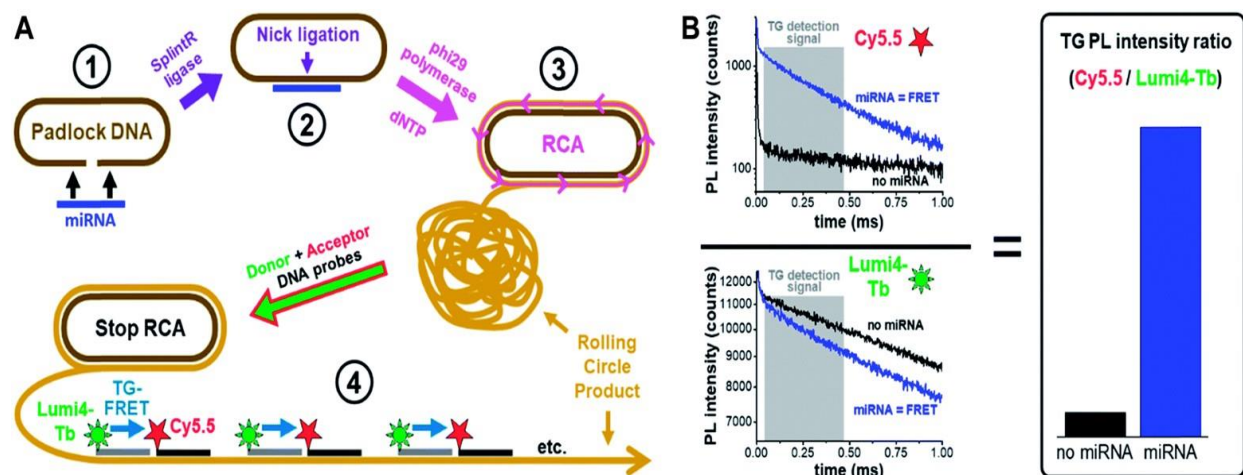 A
1
Padlock DNA
miRNA
SplintR
ligase
Nick ligation
2
phi29
polymerase
dNTP
3
RCA
Donor + Acceptor
DNA probes
Stop RCA
4
Rolling
Circle
Product
Lumi4-
Tb
TG-
FRET
Cy5.5
etc.
B
PL intensity (counts)
1000
100
TG detection
signal
Cy5.5
miRNA = FRET
no miRNA
0.00
0.25
0.50
0.75
1.00
time (ms)
PL intensity (counts)
12000
11000
10000
9000
8000
7000
TG detection
signal
Lumi4-
Tb
no miRNA
miRNA = FRET
0.00
0.25
0.50
0.75
1.00
time (ms)
=
TG PL intensity ratio
(Cy5.5 / Lumi4-Tb)
no miRNA
miRNA